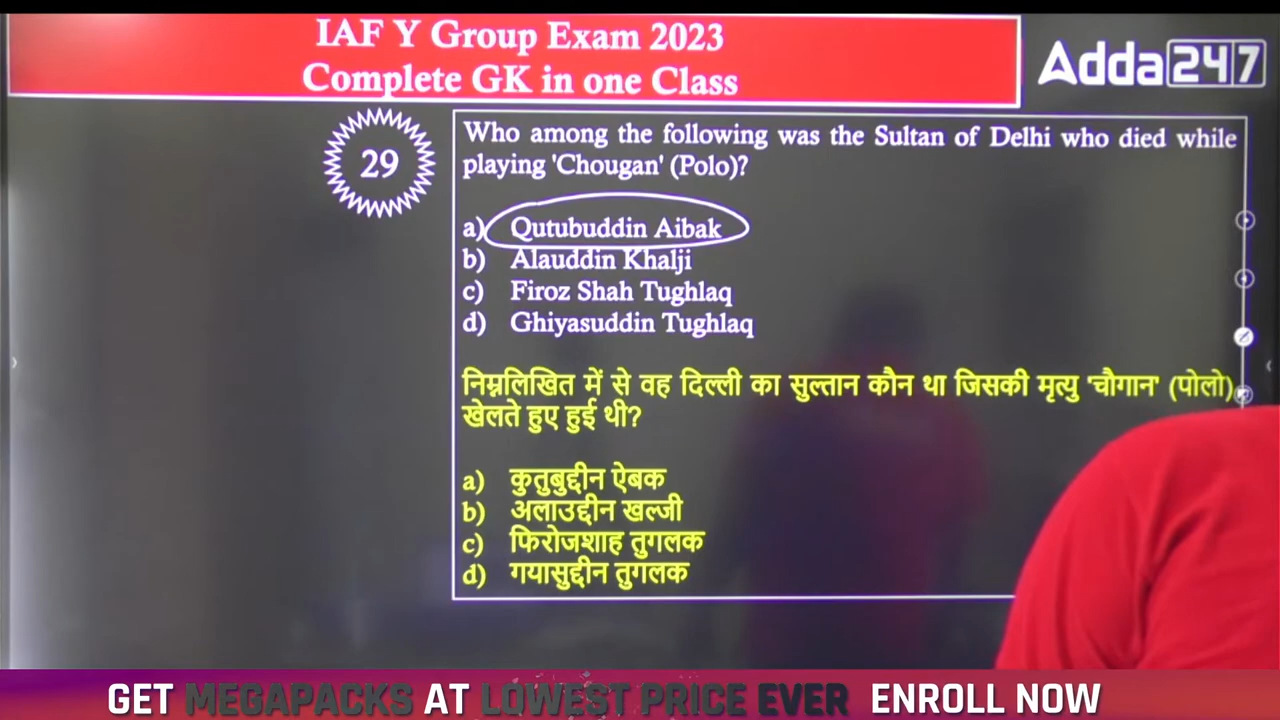 IAF Y Group Exam 2023
Complete GK in one Class
Adda247
29
Who among the following was the Sultan of Delhi who died while
playing 'Chougan' (Polo)?
a) Qutubuddin Aibak
b) Alauddin Khalji
c) Firoz Shah Tughlaq
d) Ghiyasuddin Tughlaq
निम्नलिखित में से वह दिल्ली का सुल्तान कौन था जिसकी मृत्यु 'चौगान' (पोलो)
खेलते हुए हुई थी?
a) कुतुबुद्दीन ऐबक
b) अलाउद्दीन खल्जी
c) फिरोजशाह तुगलक
d) गयासुद्दीन तुगलक
GET MEGAPACKS AT LOWEST PRICE EVER ENROLL NOW